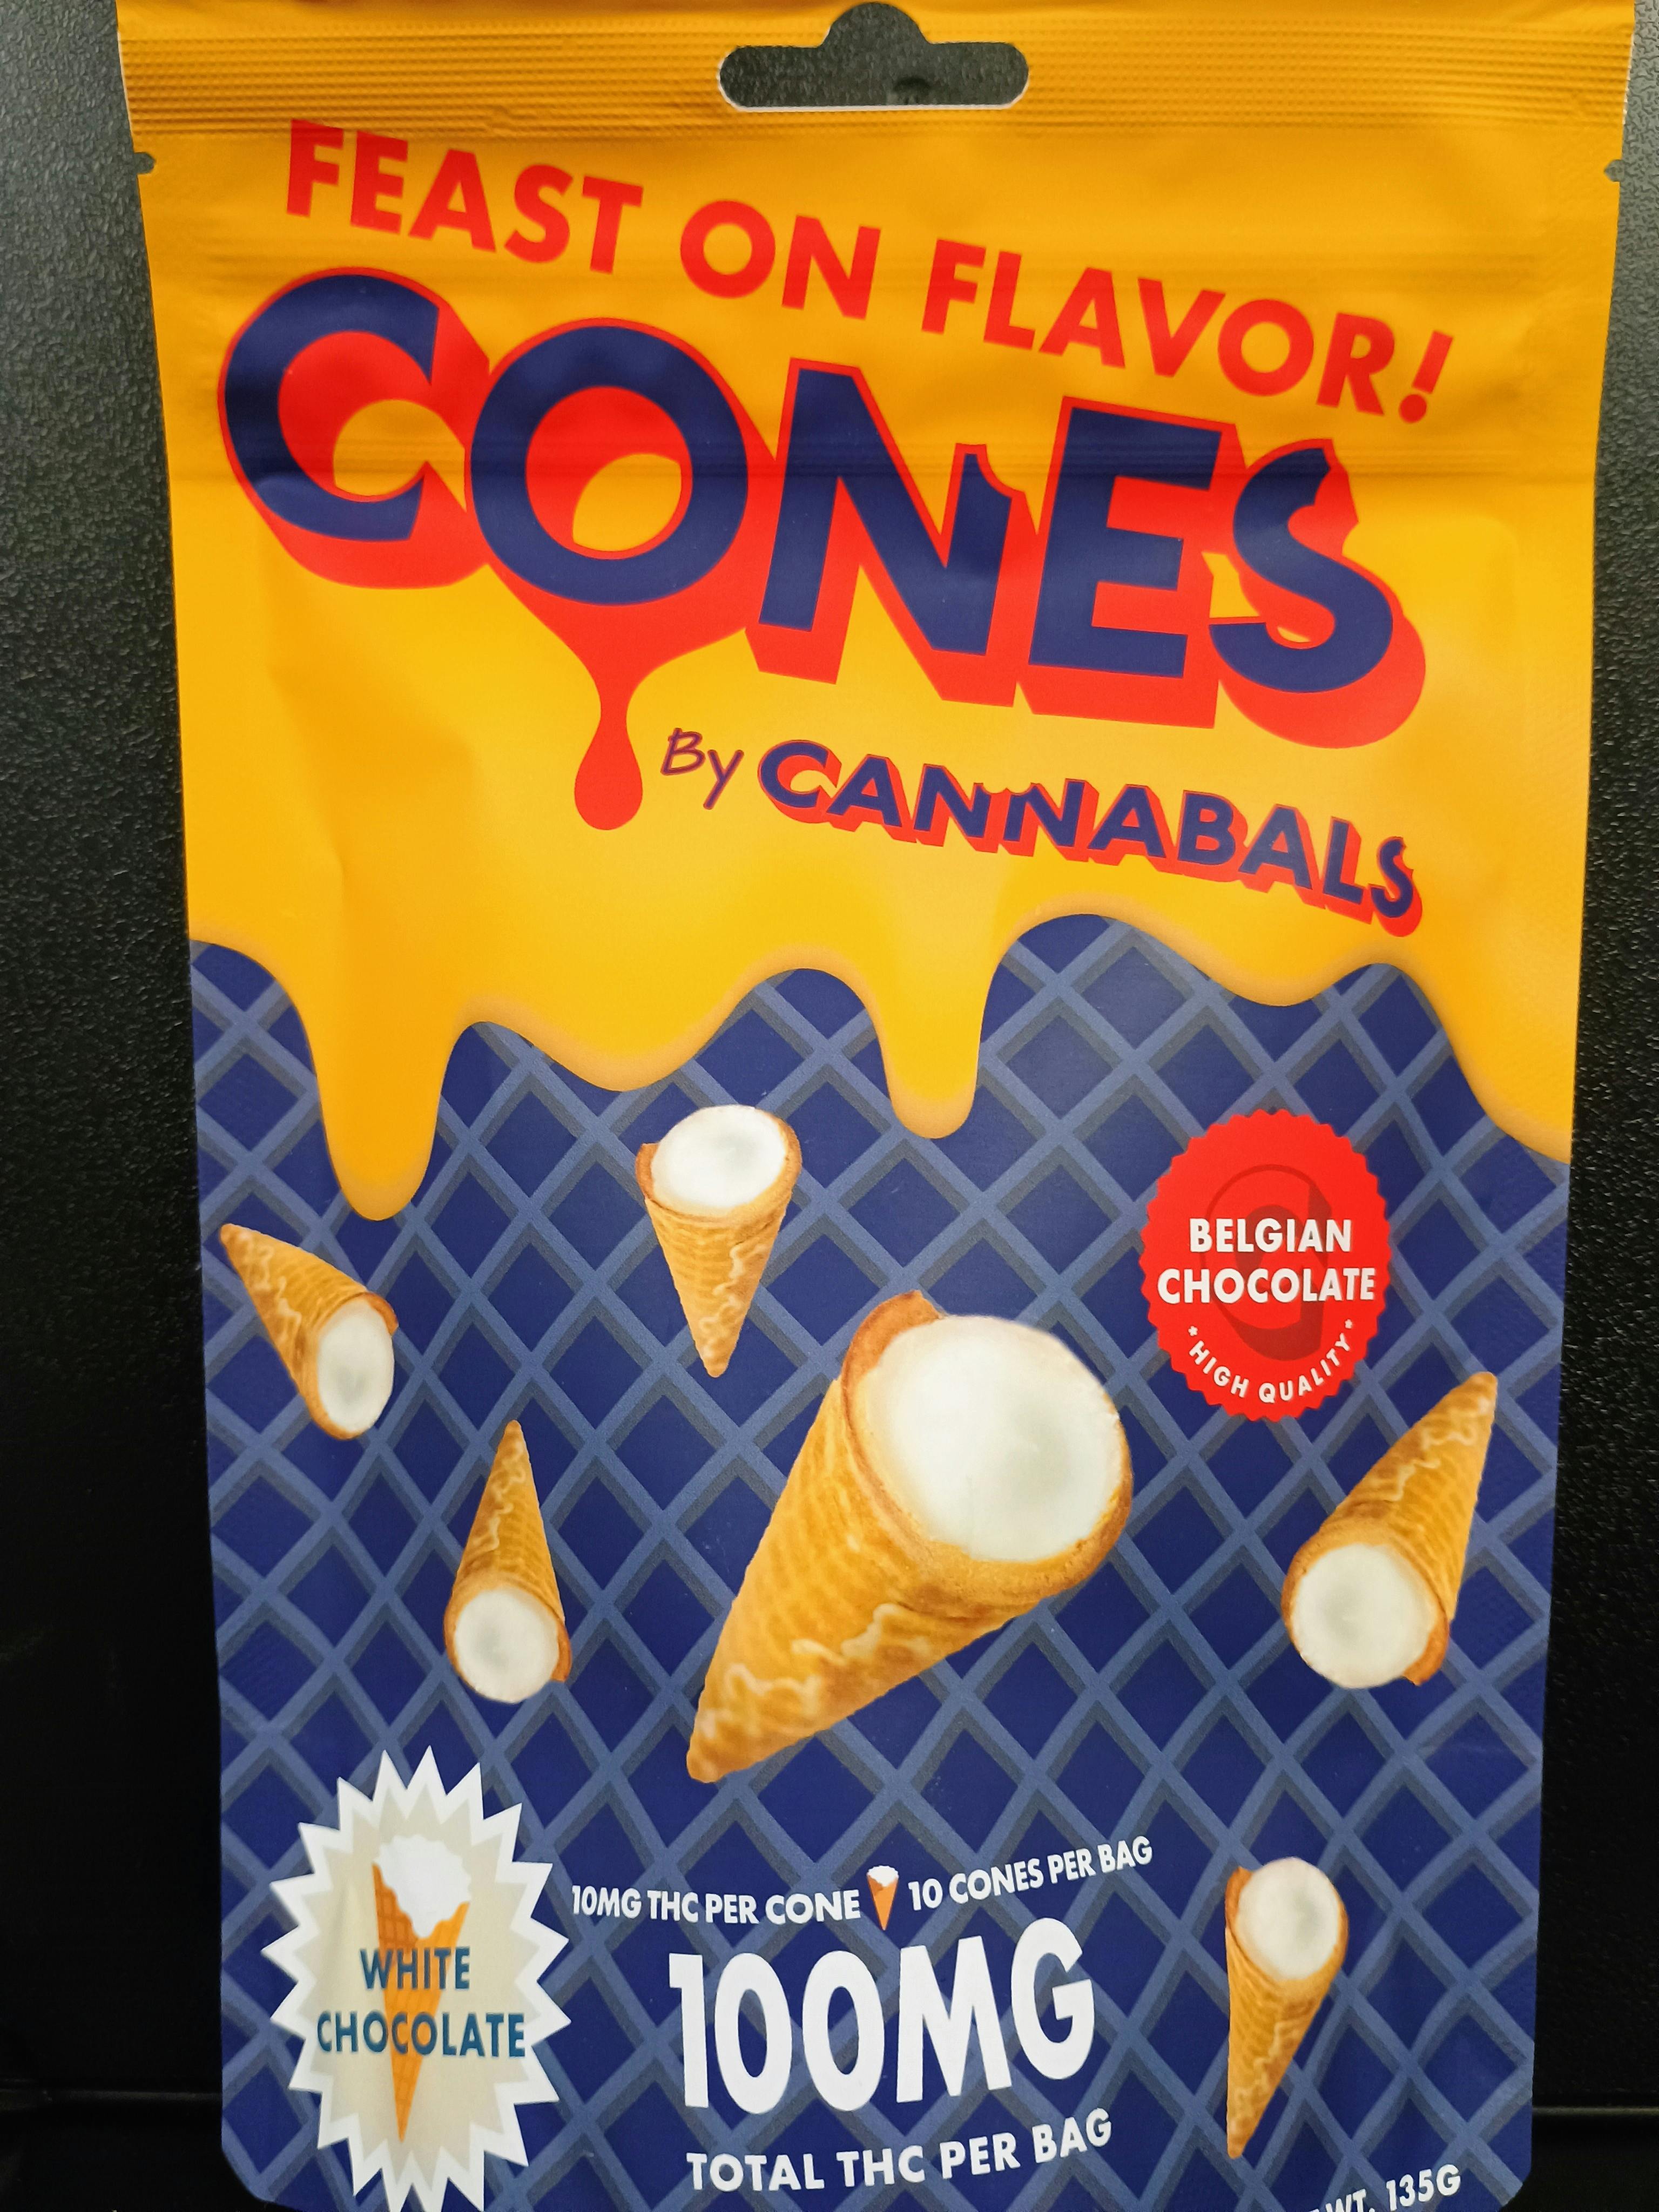 FEAST ON FLAVOR!
CONES
By CANNABALS
BELGIAN
CHOCOLATE
HIGH QUALITY
WHITE
CHOCOLATE
10MG THC PER CONE 10 CONES PER BAG
100MG
TOTAL THC PER BAG
WT. 135G